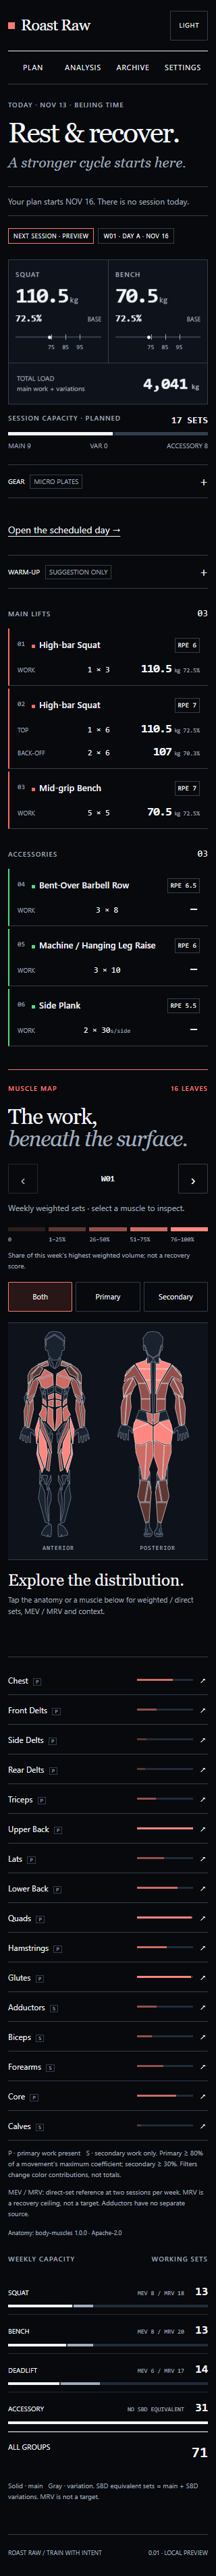 Roast Raw
LIGHT
PLAN
ANALYSIS
ARCHIVE
SETTINGS
TODAY · NOV 13 · BEIJING TIME
Rest & recover.
A stronger cycle starts here.
Your plan starts NOV 16. There is no session today.
NEXT SESSION · PREVIEW
W01 · DAY A · NOV 16
SQUAT
110.5 kg
72.5% BASE
75 85 95
BENCH
70.5 kg
72.5% BASE
75 85 95
TOTAL LOAD
main work + variations
4,041 kg
SESSION CAPACITY · PLANNED
17 SETS
MAIN 9
VAR 0
ACCESSORY 8
GEAR
MICRO PLATES
+
Open the scheduled day →
WARM-UP
SUGGESTION ONLY
+
MAIN LIFTS
03
01 High-bar Squat
RPE 6
WORK 1 × 3 110.5 kg 72.5%
02 High-bar Squat
RPE 7
TOP 1 × 6 110.5 kg 72.5%
BACK-OFF 2 × 6 107 kg 70.3%
03 Mid-grip Bench
RPE 7
WORK 5 × 5 70.5 kg 72.5%
ACCESSORIES
03
04 Bent-Over Barbell Row
RPE 6.5
WORK 3 × 8 —
05 Machine / Hanging Leg Raise
RPE 6
WORK 3 × 10 —
06 Side Plank
RPE 5.5
WORK 2 × 30s/side —
MUSCLE MAP
16 LEAVES
The work,
beneath the surface.
‹
W01
›
Weekly weighted sets · select a muscle to inspect.
0 1–25% 26–50% 51–75% 76–100%
Share of this week's highest weighted volume; not a recovery
score.
Both
Primary
Secondary
ANTERIOR
POSTERIOR
Explore the distribution.
Tap the anatomy or a muscle below for weighted / direct
sets, MEV / MRV and context.
Chest P ↗
Front Delts P ↗
Side Delts P ↗
Rear Delts P ↗
Triceps P ↗
Upper Back P ↗
Lats P ↗
Lower Back P ↗
Quads P ↗
Hamstrings P ↗
Glutes P ↗
Adductors S ↗
Biceps S ↗
Forearms S ↗
Core P ↗
Calves S ↗
P · primary work present S · secondary work only. Primary ≥ 80%
of a movement's maximum coefficient; secondary ≥ 30%. Filters
change color contributions, not totals.
MEV / MRV: direct-set reference at two sessions per week. MRV is
a recovery ceiling, not a target. Adductors have no separate
source.
Anatomy: body-muscles 1.0.0 · Apache-2.0
WEEKLY CAPACITY
WORKING SETS
SQUAT MEV 8 / MRV 18 13
BENCH MEV 8 / MRV 20 13
DEADLIFT MEV 6 / MRV 17 14
ACCESSORY NO SBD EQUIVALENT 31
ALL GROUPS 71
Solid · main Gray · variation. SBD equivalent sets = main + SBD
variations. MRV is not a target.
ROAST RAW / TRAIN WITH INTENT
0.01 · LOCAL PREVIEW